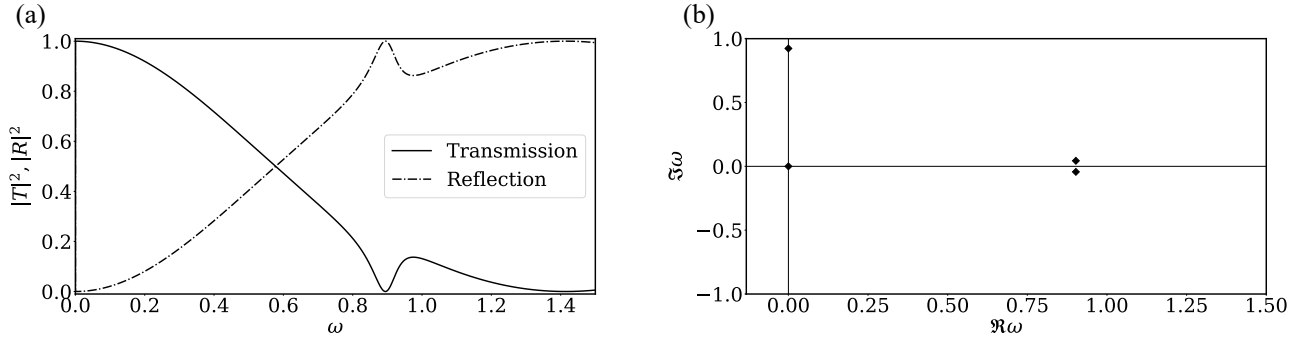 (a)
|T|², |R|²
1.0
0.8
0.6
0.4
0.2
0.0
Transmission
Reflection
0 0.2 0.4 0.6 0.8 1.0 1.2 1.4
ω
(b)
ℑω
1.0
0.5
0.0
−0.5
−1.0
0.00 0.25 0.50 0.75 1.00 1.25 1.50
ℜω